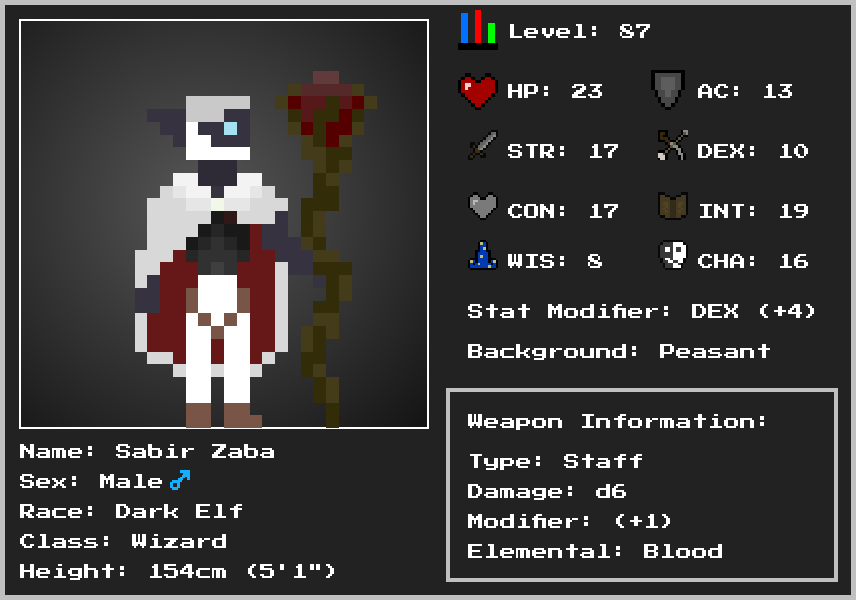 Level: 87
HP: 23 AC: 13
STR: 17 DEX: 10
CON: 17 INT: 19
WIS: 8 CHA: 16
Stat Modifier: DEX (+4)
Background: Peasant
Weapon Information:
Type: Staff
Damage: d6
Modifier: (+1)
Elemental: Blood
Name: Sabir Zaba
Sex: Male♂
Race: Dark Elf
Class: Wizard
Height: 154cm (5'1")